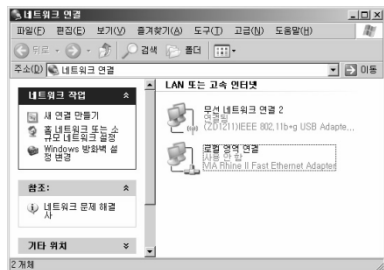 네트워크 연결
파일(F) 편집(E) 보기(V) 즐겨찾기(A) 도구(T) 고급(N) 도움말(H)
뒤로 검색 폴더
주소(D) 네트워크 연결 이동
네트워크 작업
새 연결 만들기
홈 네트워크 또는 소
규모 네트워크 설정
Windows 방화벽 설
정 변경
참조:
네트워크 문제 해결
사
기타 위치
LAN 또는 고속 인터넷
무선 네트워크 연결 2
연결됨
(ZD1211)IEEE 802.11b+g USB Adapte...
로컬 영역 연결
사용 안 함
VIA Rhine II Fast Ethernet Adapter
2 개체